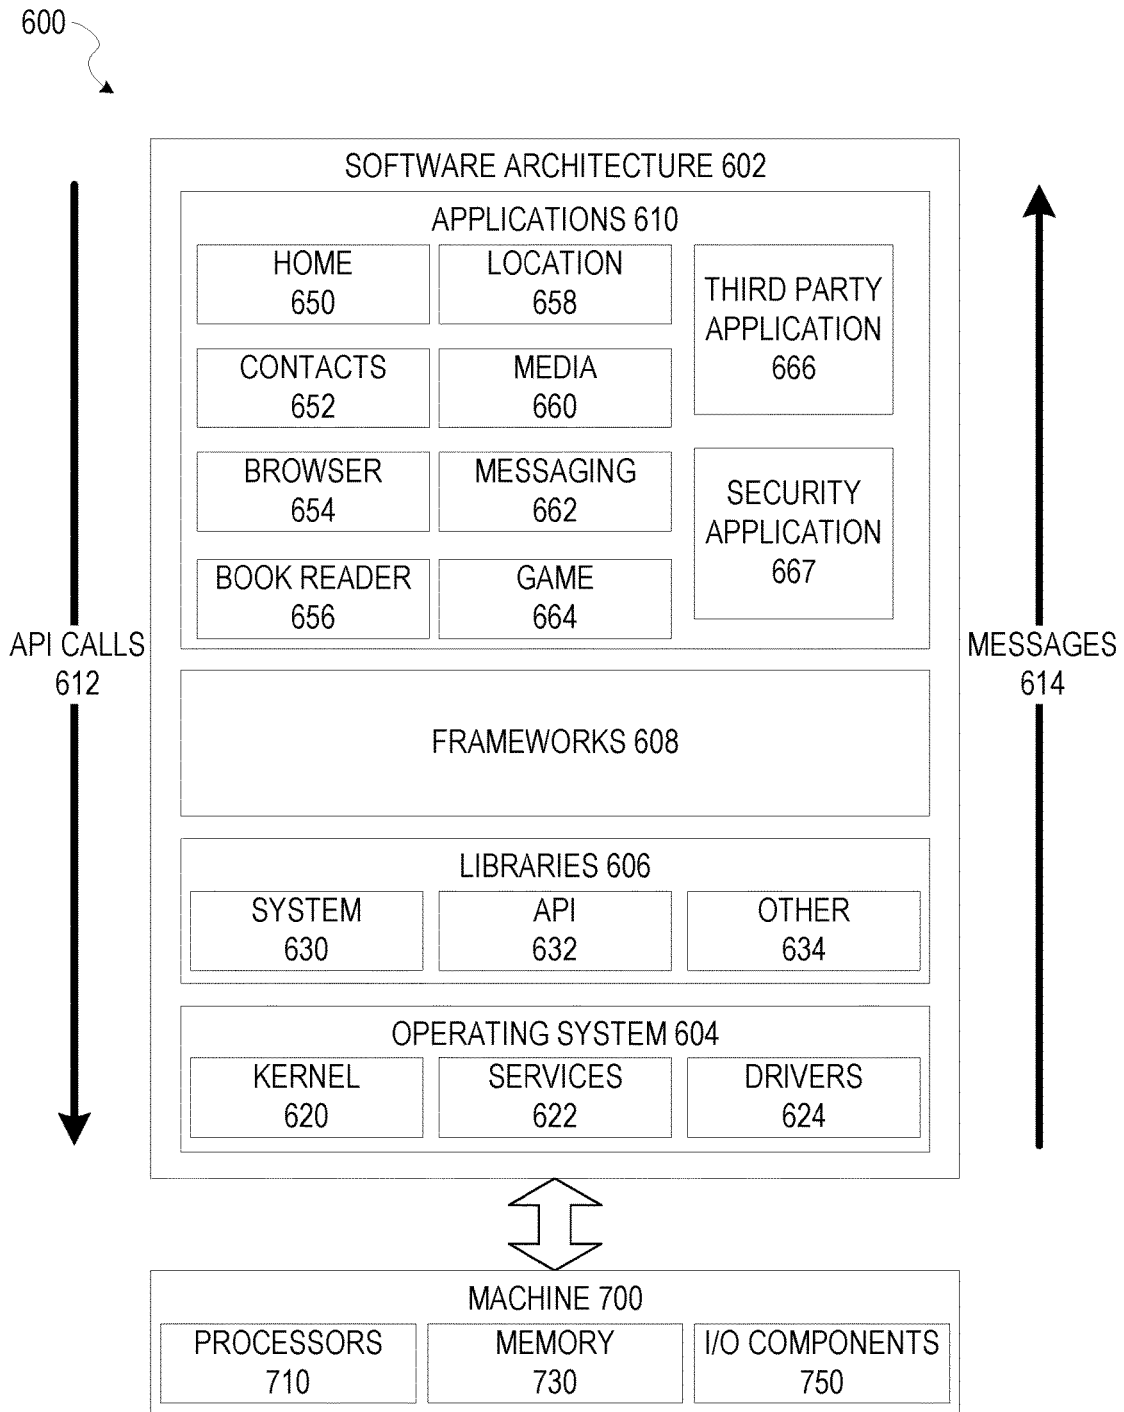 600
SOFTWARE ARCHITECTURE 602
APPLICATIONS 610
HOME
650
LOCATION
658
THIRD PARTY
APPLICATION
666
CONTACTS
652
MEDIA
660
BROWSER
654
MESSAGING
662
SECURITY
APPLICATION
667
BOOK READER
656
GAME
664
API CALLS
612
MESSAGES
614
FRAMEWORKS 608
LIBRARIES 606
SYSTEM
630
API
632
OTHER
634
OPERATING SYSTEM 604
KERNEL
620
SERVICES
622
DRIVERS
624
MACHINE 700
PROCESSORS
710
MEMORY
730
I/O COMPONENTS
750